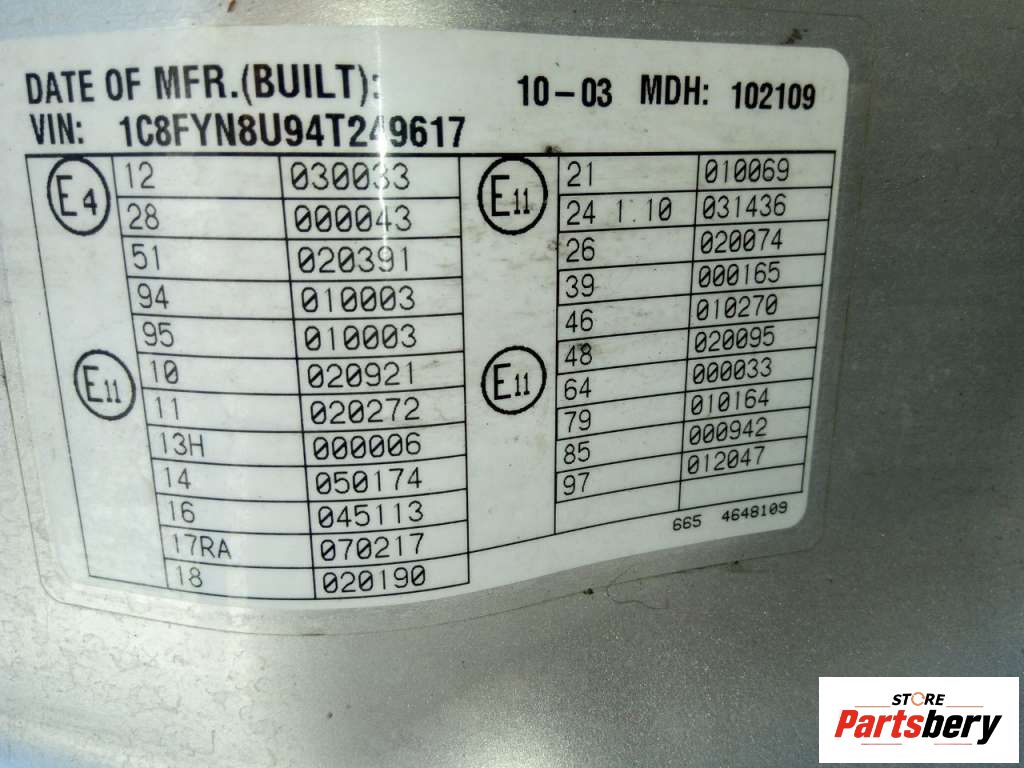 DATE OF MFR.(BUILT): 10-03 MDH: 102109
VIN: 1C8FYN8U94T249617
E4 12 030033
28 000043
51 020391
94 010003
95 010003
E11 10 020921
11 020272
13H 000006
14 050174
16 045113
17RA 070217
18 020190
E11 21 010069
24 1.10 031436
26 020074
39 000165
46 010270
E11 48 020095
64 000033
79 010164
85 000942
97 012047
665 4648109
STORE
Partsbery